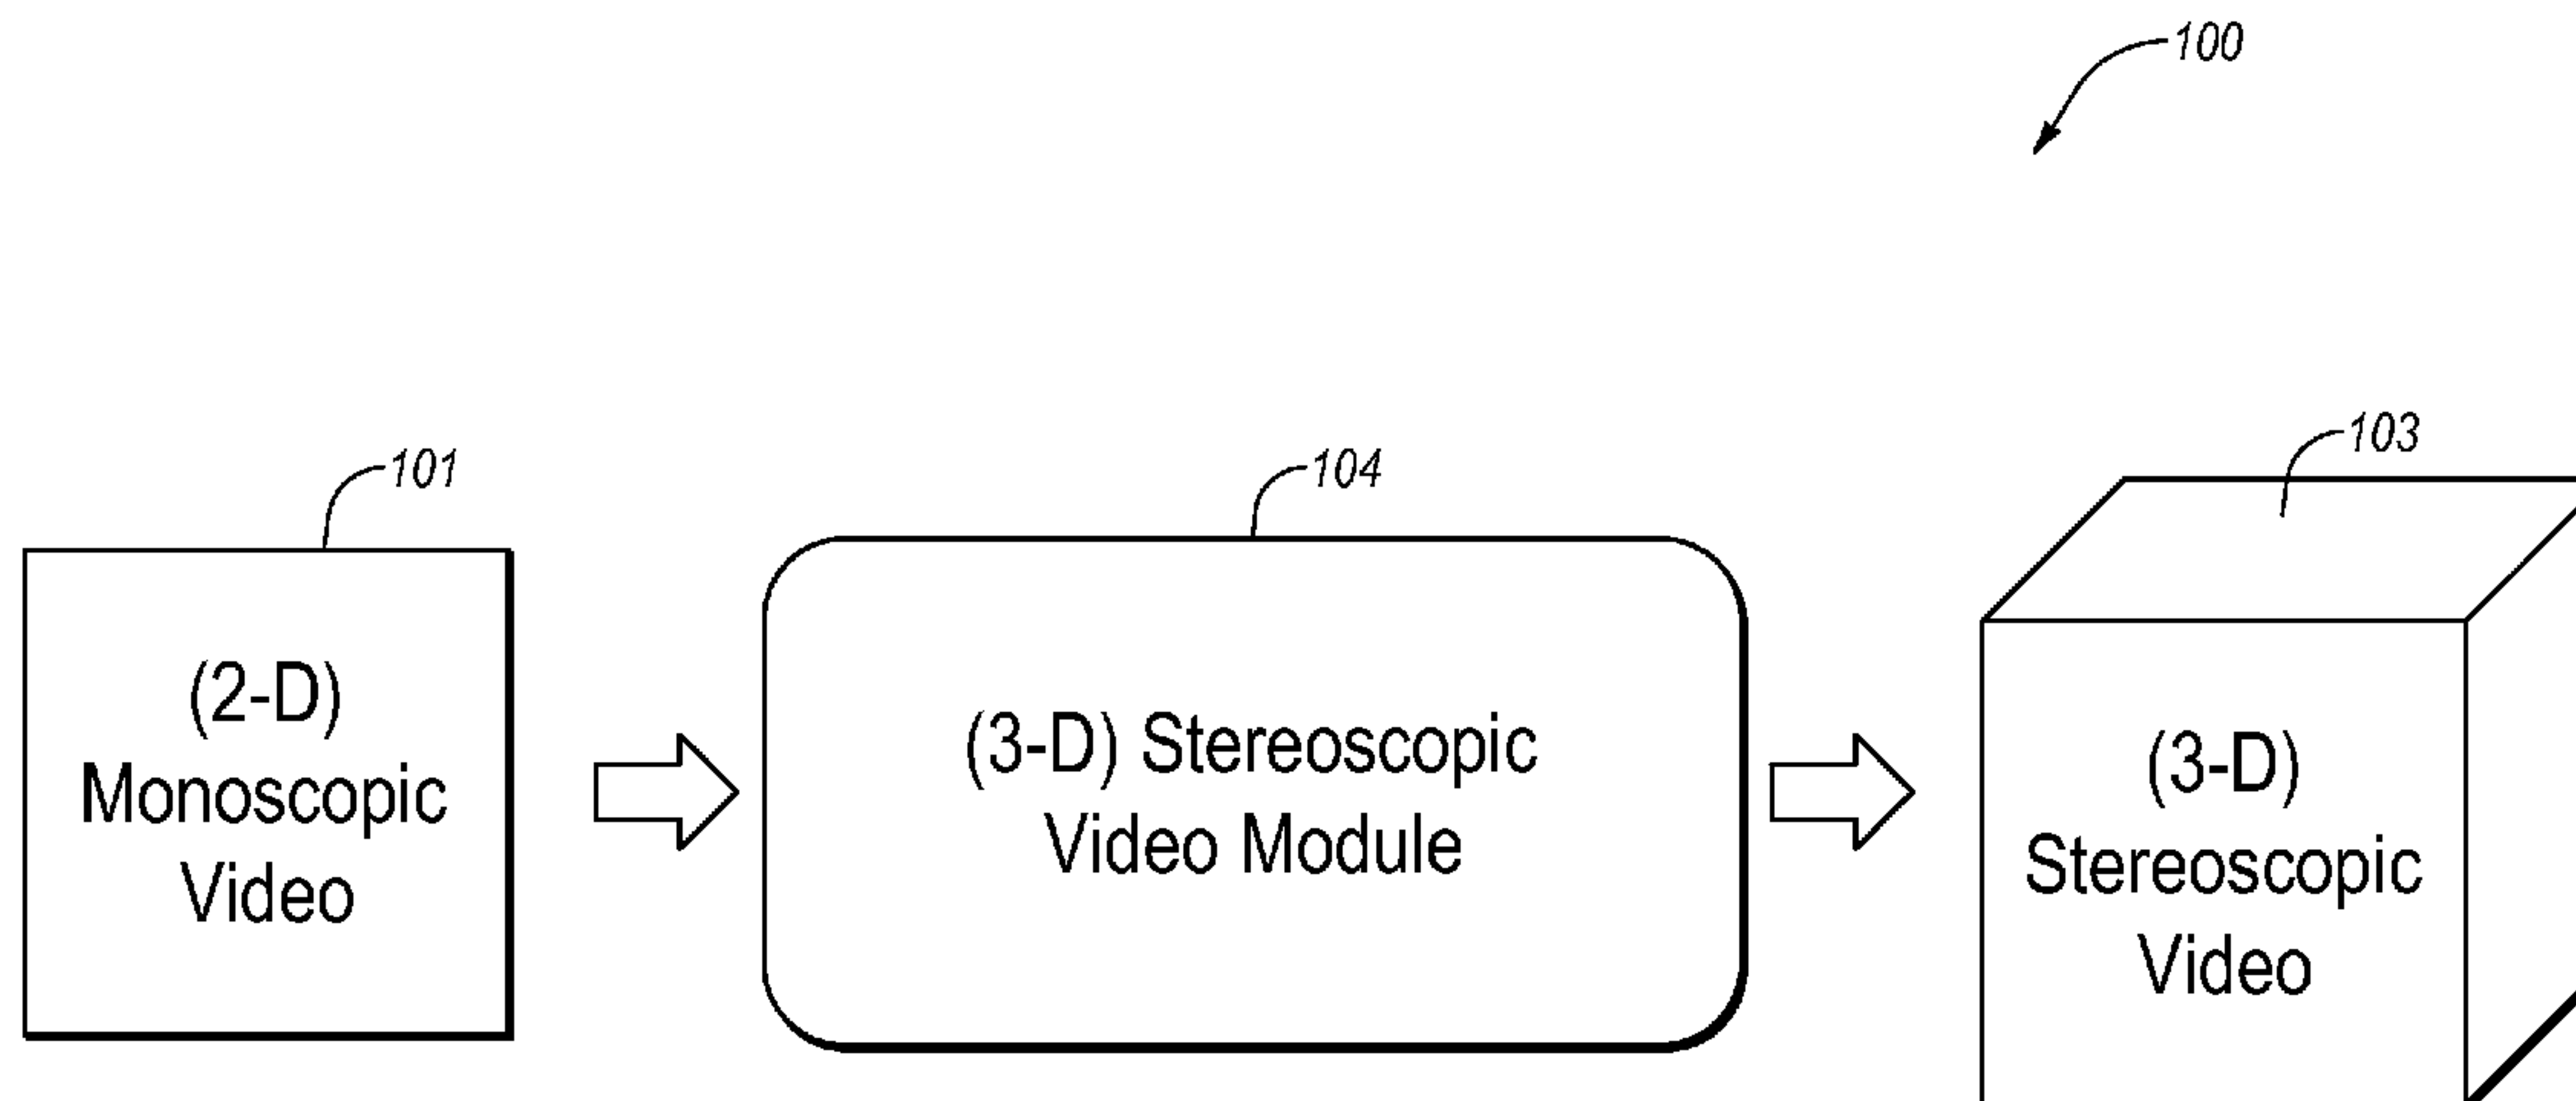 100
101
104
103
(2-D)
Monoscopic
Video
(3-D) Stereoscopic
Video Module
(3-D)
Stereoscopic
Video